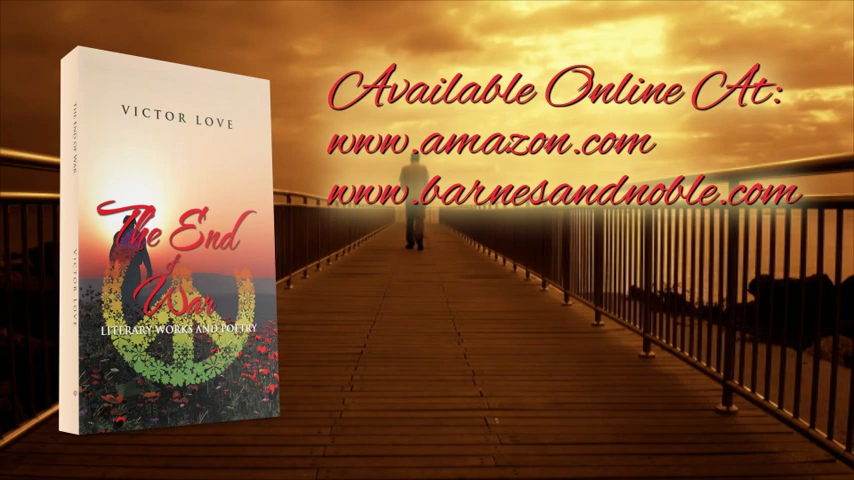 Available Online At:
www.amazon.com
www.barnesandnoble.com
VICTOR LOVE
The End
of
War
LITERARY WORKS AND POETRY
THE END OF WAR
VICTOR LOVE